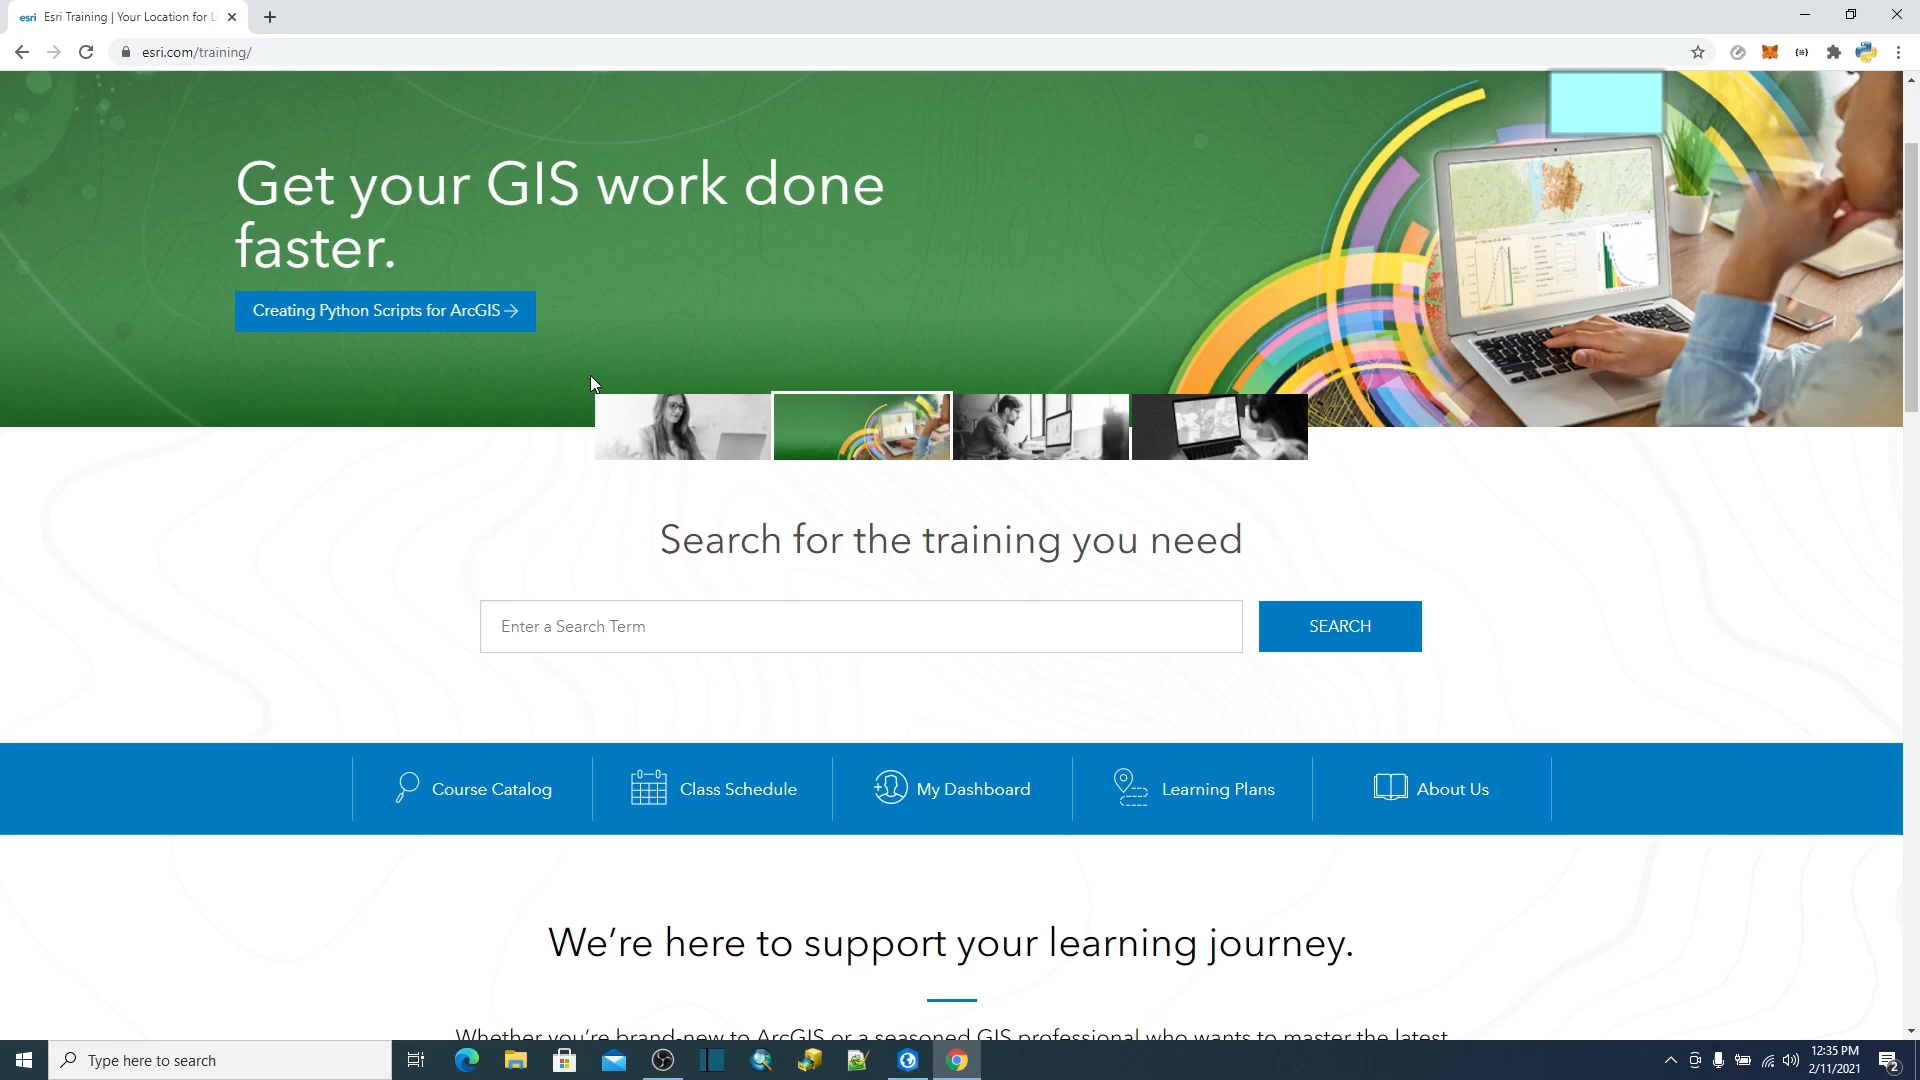 esri Esri Training | Your Location for L
esri.com/training/
Get your GIS work done
faster.
Creating Python Scripts for ArcGIS
Search for the training you need
Enter a Search Term
SEARCH
Course Catalog
Class Schedule
My Dashboard
Learning Plans
About Us
We’re here to support your learning journey.
Whether you’re brand-new to ArcGIS or a seasoned GIS professional who wants to master the latest
Type here to search
12:35 PM
2/11/2021
2